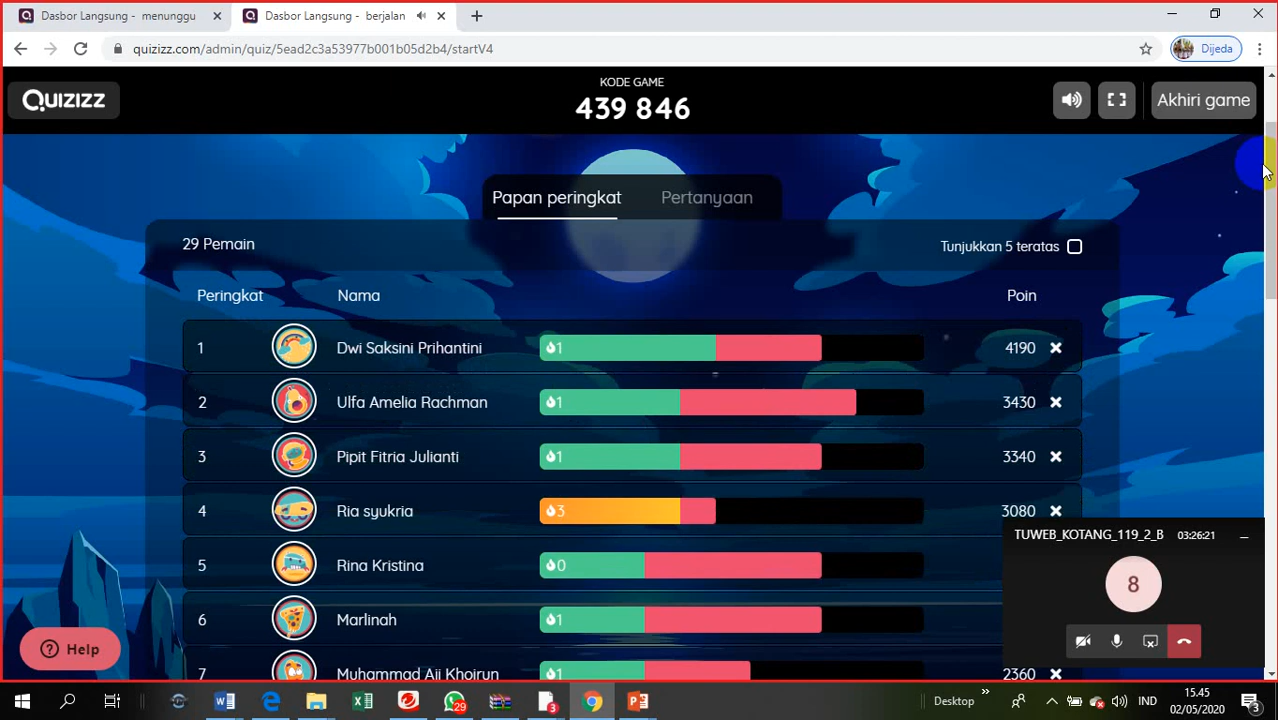 Dasbor Langsung - menunggu
Dasbor Langsung - berjalan
quizizz.com/admin/quiz/5ead2c3a53977b001b05d2b4/startV4
Dijeda
QUIZIZZ
KODE GAME
439 846
Akhiri game
Papan peringkat
Pertanyaan
29 Pemain
Tunjukkan 5 teratas
Peringkat Nama Poin
1 Dwi Saksini Prihantini 1 4190
2 Ulfa Amelia Rachman 1 3430
3 Pipit Fitria Julianti 1 3340
4 Ria syukria 3 3080
5 Rina Kristina 0
6 Marlinah 1
7 Muhammad Aji Khoirun 1 2360
TUWEB_KOTANG_119_2_B 03:26:21
8
Help
29
3
Desktop
IND
15.45
02/05/2020
3